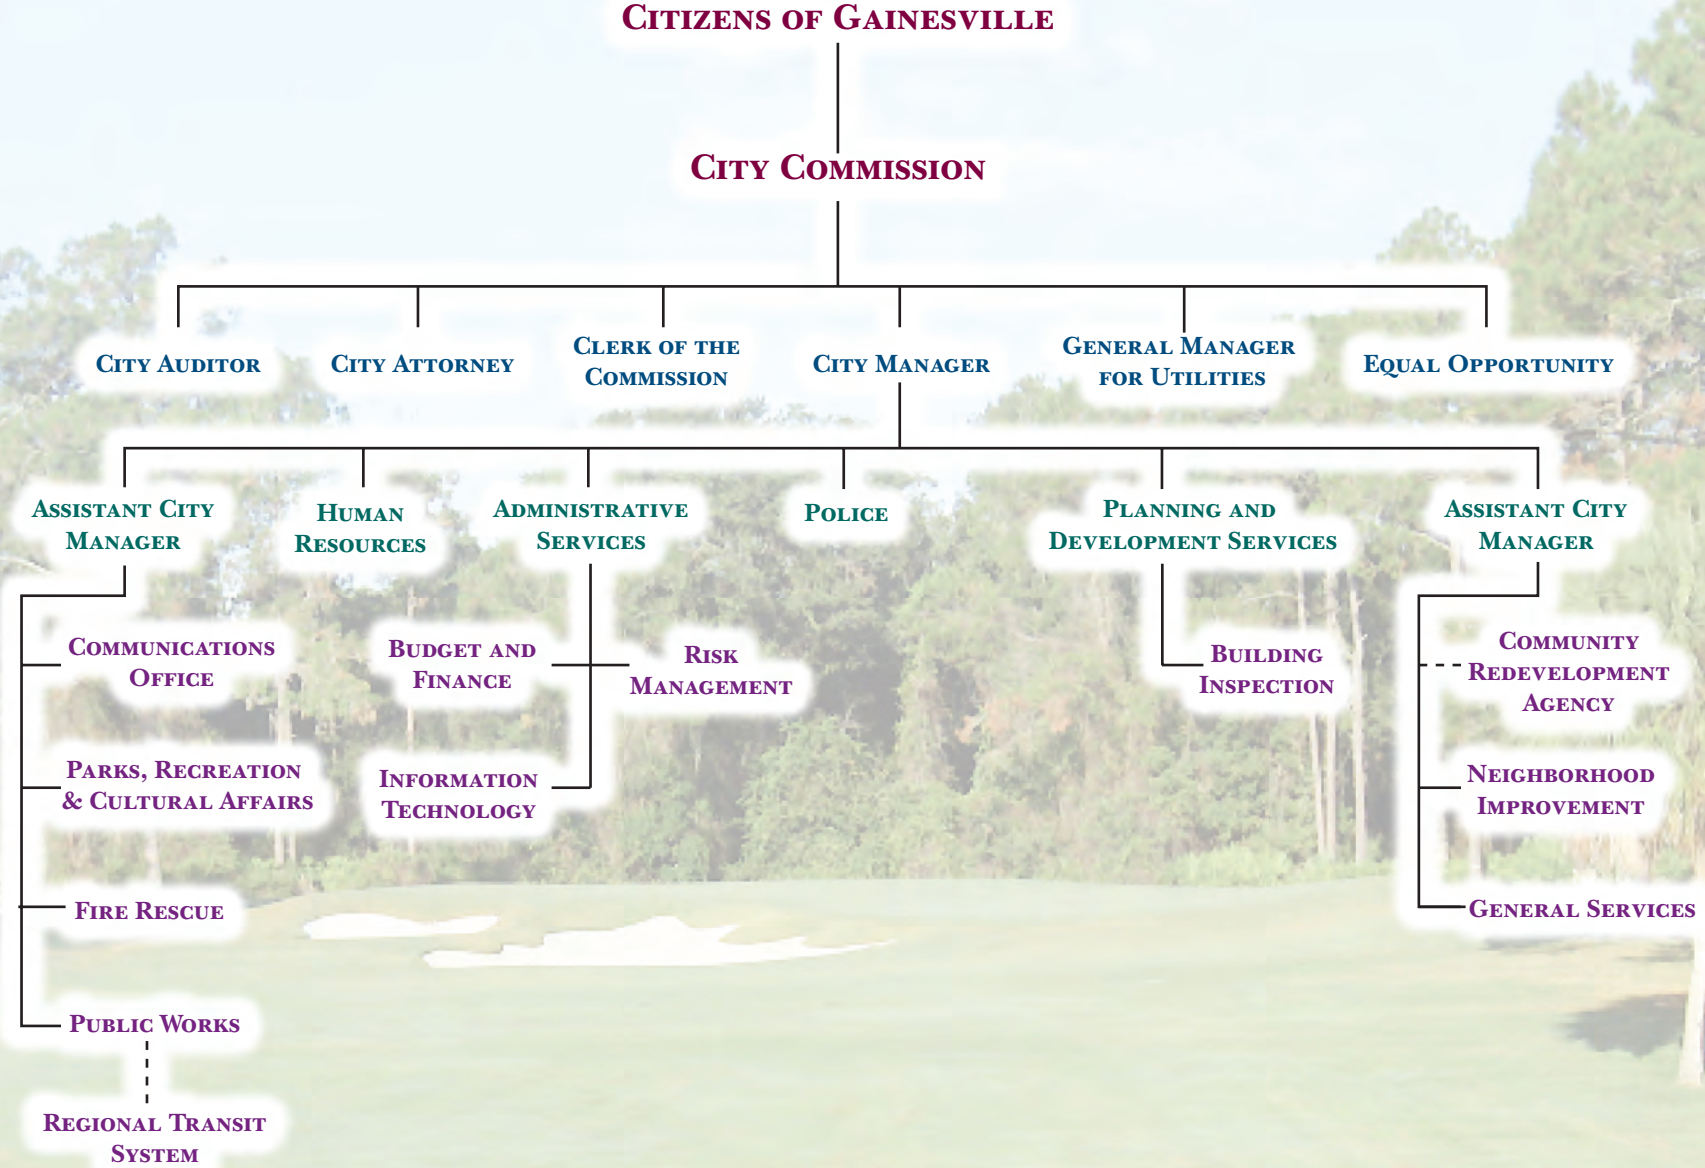 Citizens of Gainesville
City Commission
City Auditor
City Attorney
Clerk of the
Commission
City Manager
General Manager
for Utilities
Equal Opportunity
Assistant City
Manager
Human
Resources
Administrative
Services
Police
Planning and
Development Services
Assistant City
Manager
Communications
Office
Parks, Recreation
& Cultural Affairs
Fire Rescue
Public Works
Regional Transit
System
Budget and
Finance
Risk
Management
Information
Technology
Building
Inspection
Community
Redevelopment
Agency
Neighborhood
Improvement
General Services